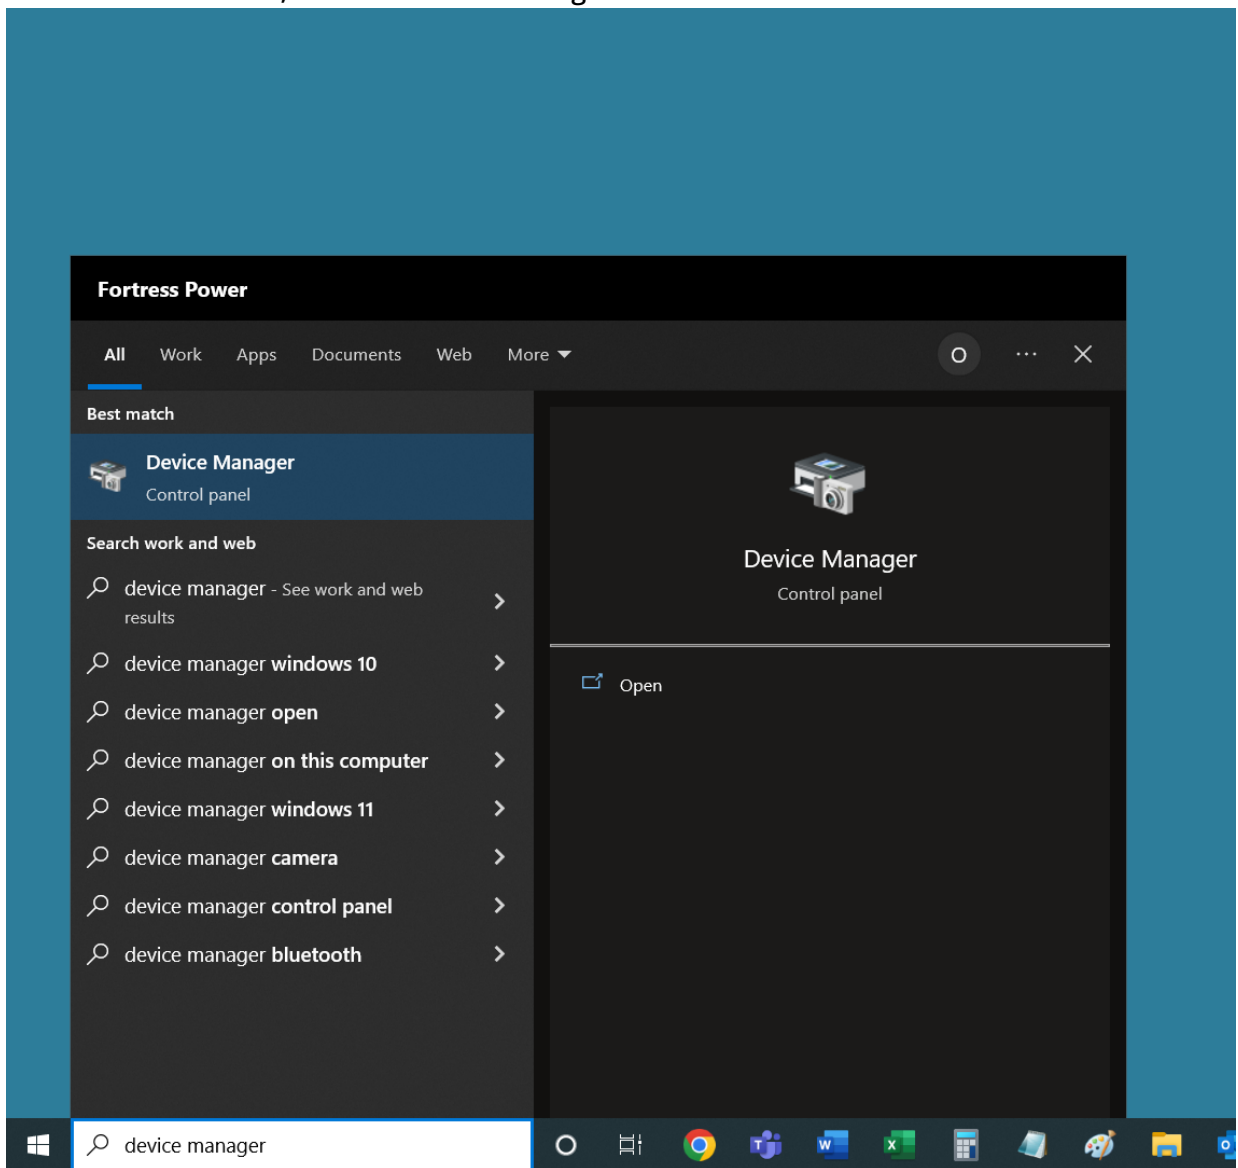 Fortress Power
All Work Apps Documents Web More
O
Best match
Device Manager
Control panel
Search work and web
device manager - See work and web
results
device manager windows 10
device manager open
device manager on this computer
device manager windows 11
device manager camera
device manager control panel
device manager bluetooth
Device Manager
Control panel
Open
device manager